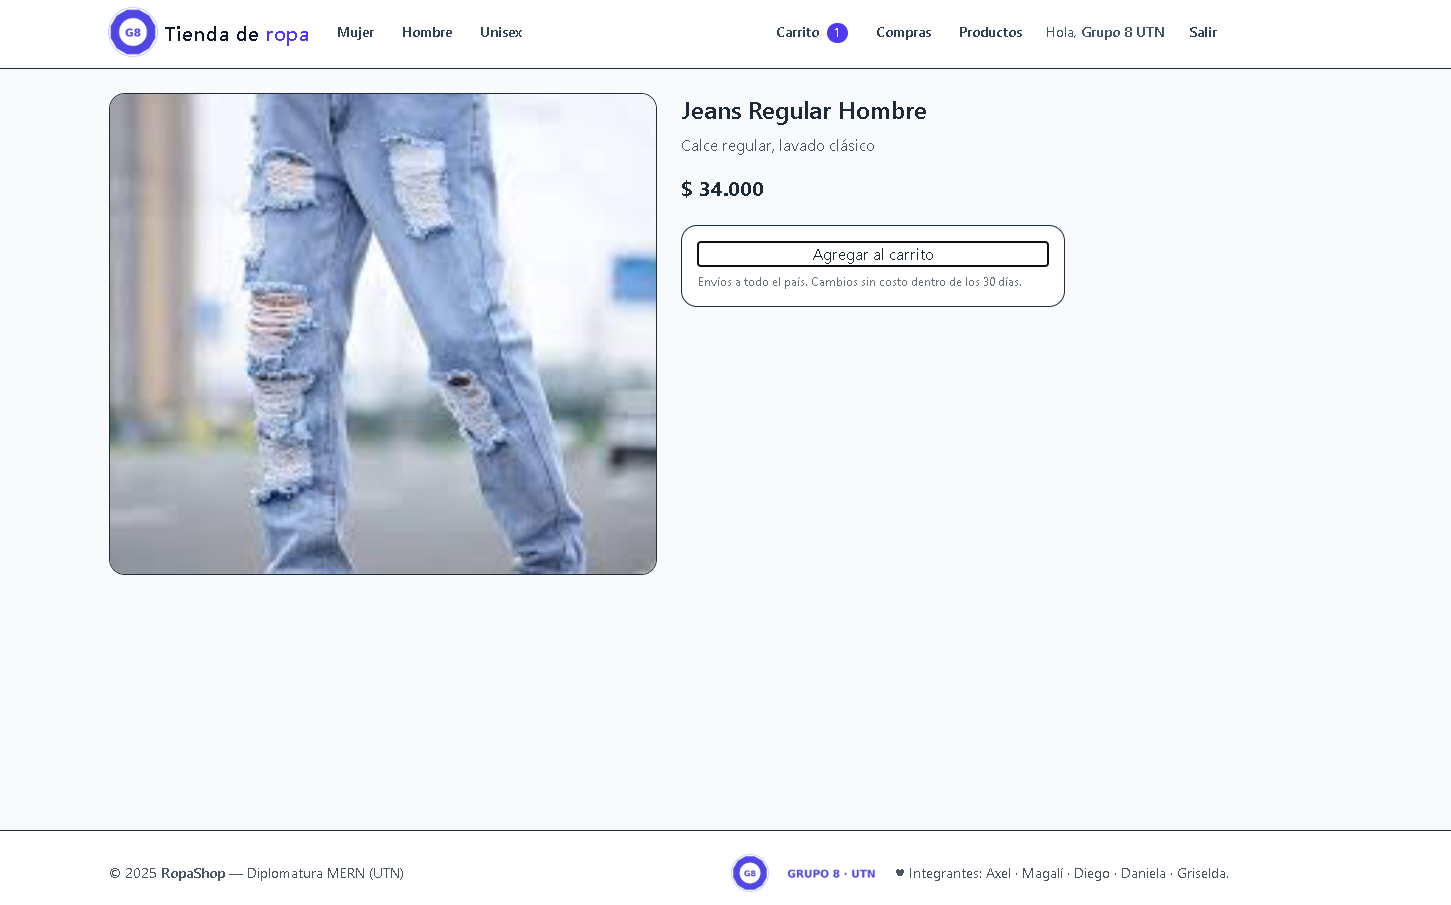 G8 Tienda de ropa Mujer Hombre Unisex Carrito 1 Compras Productos Hola, Grupo 8 UTN Salir
Jeans Regular Hombre
Calce regular, lavado clásico
$ 34.000
Agregar al carrito
Envíos a todo el país. Cambios sin costo dentro de los 30 días.
© 2025 RopaShop — Diplomatura MERN (UTN) G8 GRUPO 8 · UTN ♥ Integrantes: Axel · Magalí · Diego · Daniela · Griselda.